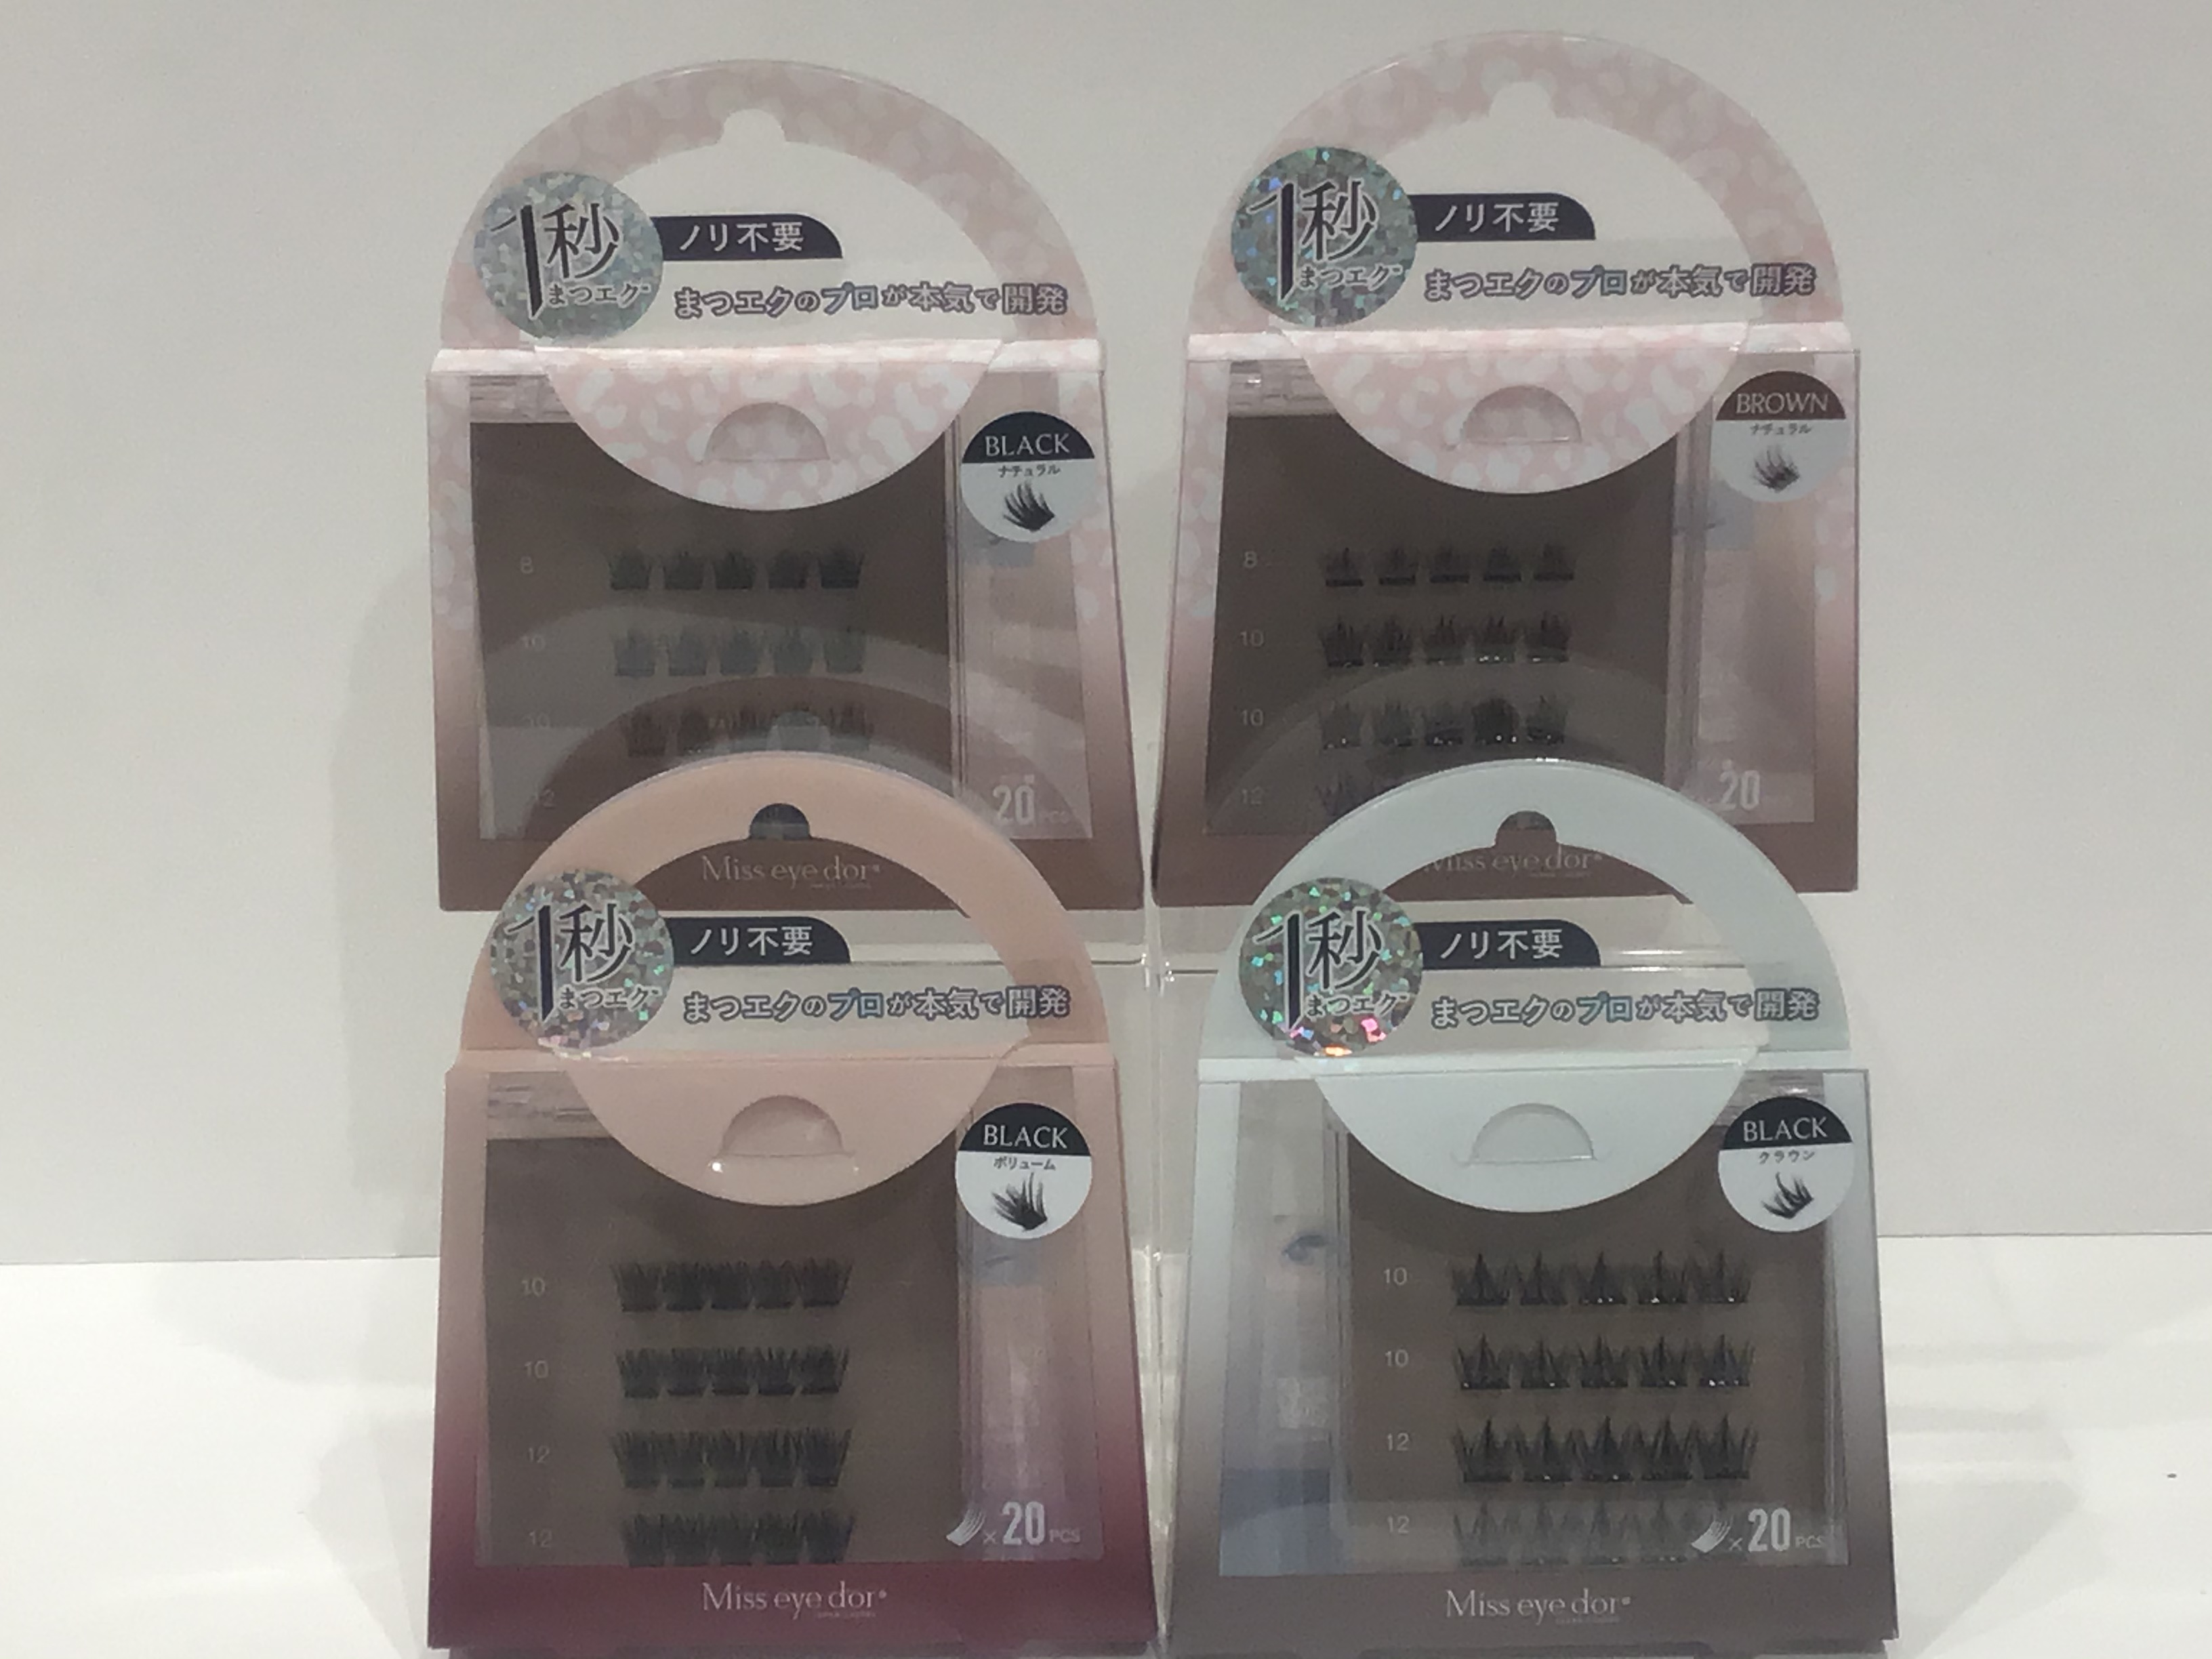 1秒
まつエク
ノリ不要
まつエクのプロが本気で開発
BLACK
ナチュラル
8
10
10
12
20
PCS
Miss eye dor
1秒
まつエク
ノリ不要
まつエクのプロが本気で開発
BROWN
ナチュラル
8
10
10
12
20
Miss eye dor
1秒
まつエク
ノリ不要
まつエクのプロが本気で開発
BLACK
ボリューム
10
10
12
12
×20PCS
Miss eye dor
1秒
まつエク
ノリ不要
まつエクのプロが本気で開発
BLACK
クラウン
10
10
12
12
×20PCS
Miss eye dor